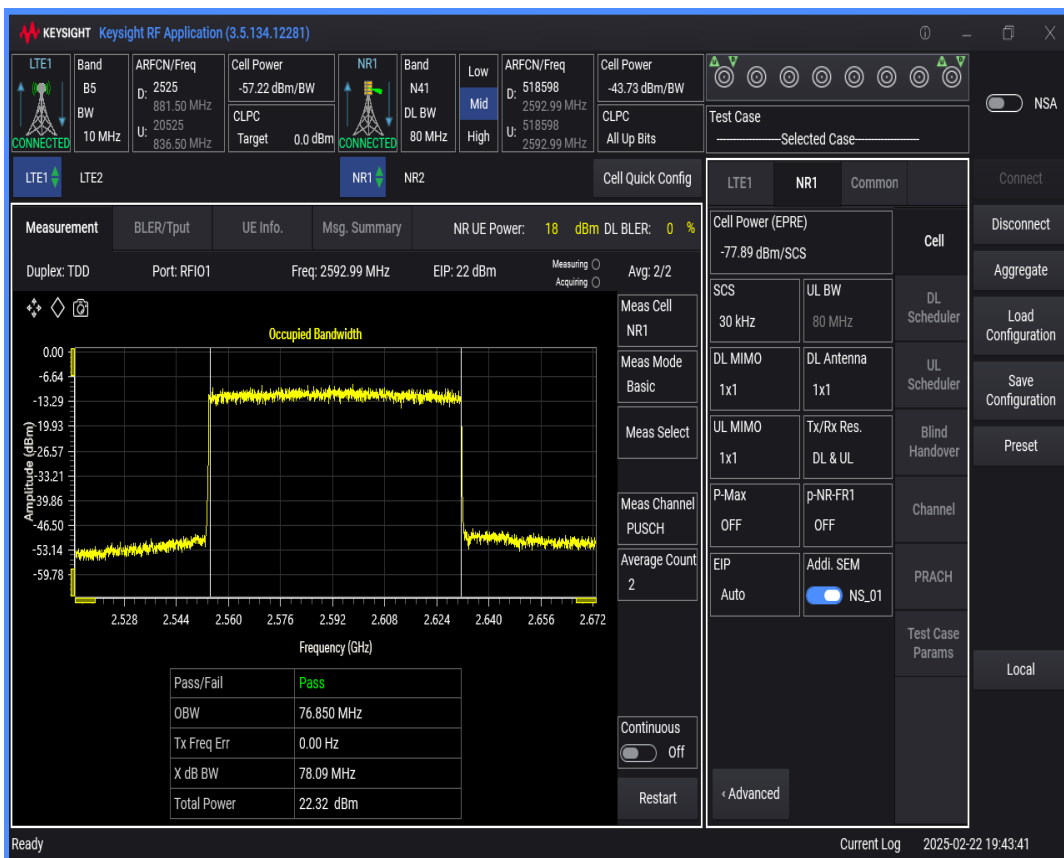 KEYSIGHT Keysight RF Application (3.5.134.12281)
LTE1 Band ARFCN/Freq Cell Power NR1 Band Low ARFCN/Freq Cell Power
B5 D: 2525 -57.22 dBm/BW N41 D: 518598 -43.73 dBm/BW
881.50 MHz 2592.99 MHz
BW CLPC DL BW Mid CLPC Test Case NSA
U: 20525 U: 518598
CONNECTED 10 MHz 836.50 MHz Target 0.0 dBm CONNECTED 80 MHz High 2592.99 MHz All Up Bits
----------------Selected Case----------------
LTE1 LTE2 NR1 NR2 Cell Quick Config
Measurement BLER/Tput UE Info. Msg. Summary NR UE Power: 18 dBm DL BLER: 0 %
Duplex: TDD Port: RFIO1 Freq: 2592.99 MHz EIP: 22 dBm Measuring Avg: 2/2
Acquiring
Occupied Bandwidth
Amplitude (dBm)
0.00
-6.64
-13.29
-19.93
-26.57
-33.21
-39.86
-46.50
-53.14
-59.78
2.528 2.544 2.560 2.576 2.592 2.608 2.624 2.640 2.656 2.672
Frequency (GHz)
Pass/Fail Pass
OBW 76.850 MHz
Tx Freq Err 0.00 Hz
X dB BW 78.09 MHz
Total Power 22.32 dBm
Meas Cell
NR1
Meas Mode
Basic
Meas Select
Meas Channel
PUSCH
Average Count
2
Continuous
Off
Restart
LTE1 NR1 Common
Cell Power (EPRE)
-77.89 dBm/SCS
SCS UL BW
30 kHz 80 MHz
DL MIMO DL Antenna
1x1 1x1
UL MIMO Tx/Rx Res.
1x1 DL & UL
P-Max p-NR-FR1
OFF OFF
EIP Addi. SEM
Auto NS_01
‹ Advanced
Cell
DL
Scheduler
UL
Scheduler
Blind
Handover
Channel
PRACH
Test Case
Params
Connect
Disconnect
Aggregate
Load
Configuration
Save
Configuration
Preset
Local
Ready Current Log 2025-02-22 19:43:41